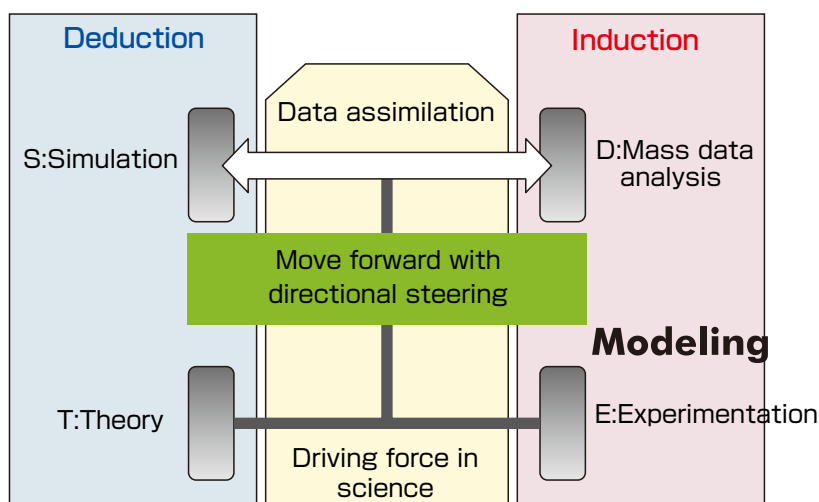 Deduction
Induction
Data assimilation
S:Simulation
D:Mass data
analysis
Move forward with
directional steering
Modeling
T:Theory
E:Experimentation
Driving force in
science